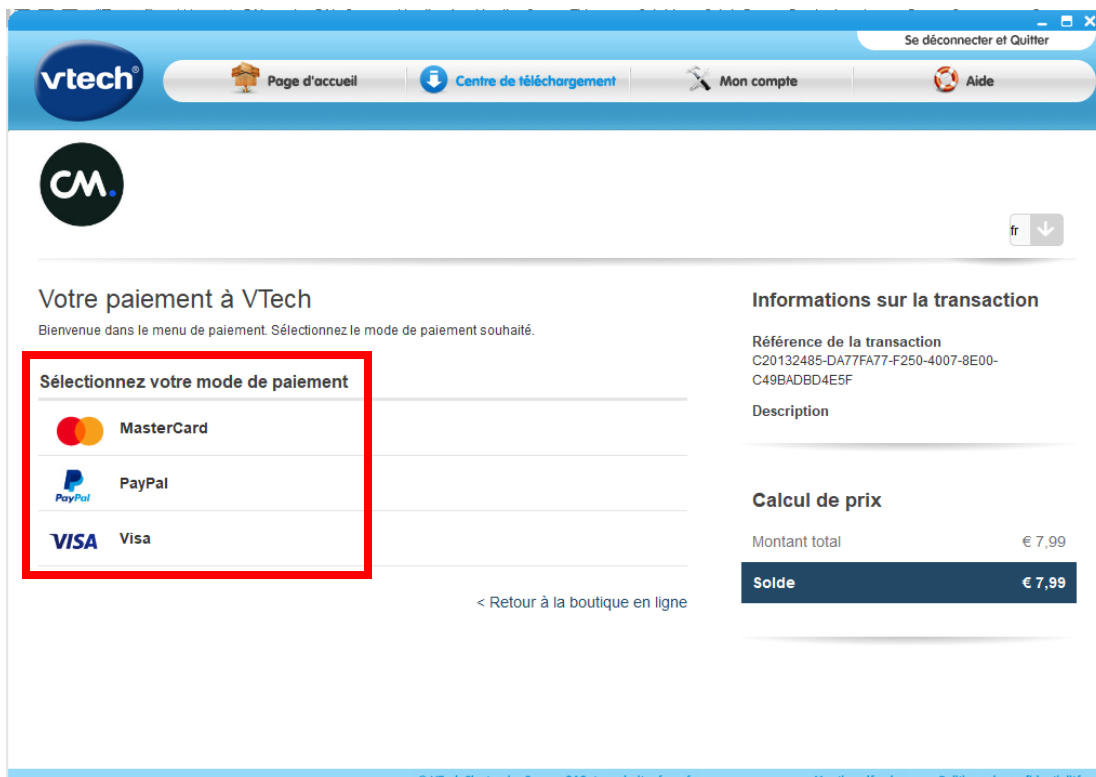 Se déconnecter et Quitter
vtech®
Page d'accueil
Centre de téléchargement
Mon compte
Aide
CM.
fr
Votre paiement à VTech
Bienvenue dans le menu de paiement. Sélectionnez le mode de paiement souhaité.
Sélectionnez votre mode de paiement
MasterCard
PayPal
PayPal
VISA
Visa
< Retour à la boutique en ligne
Informations sur la transaction
Référence de la transaction
C20132485-DA77FA77-F250-4007-8E00-
C49BADBD4E5F
Description
Calcul de prix
Montant total € 7,99
Solde € 7,99